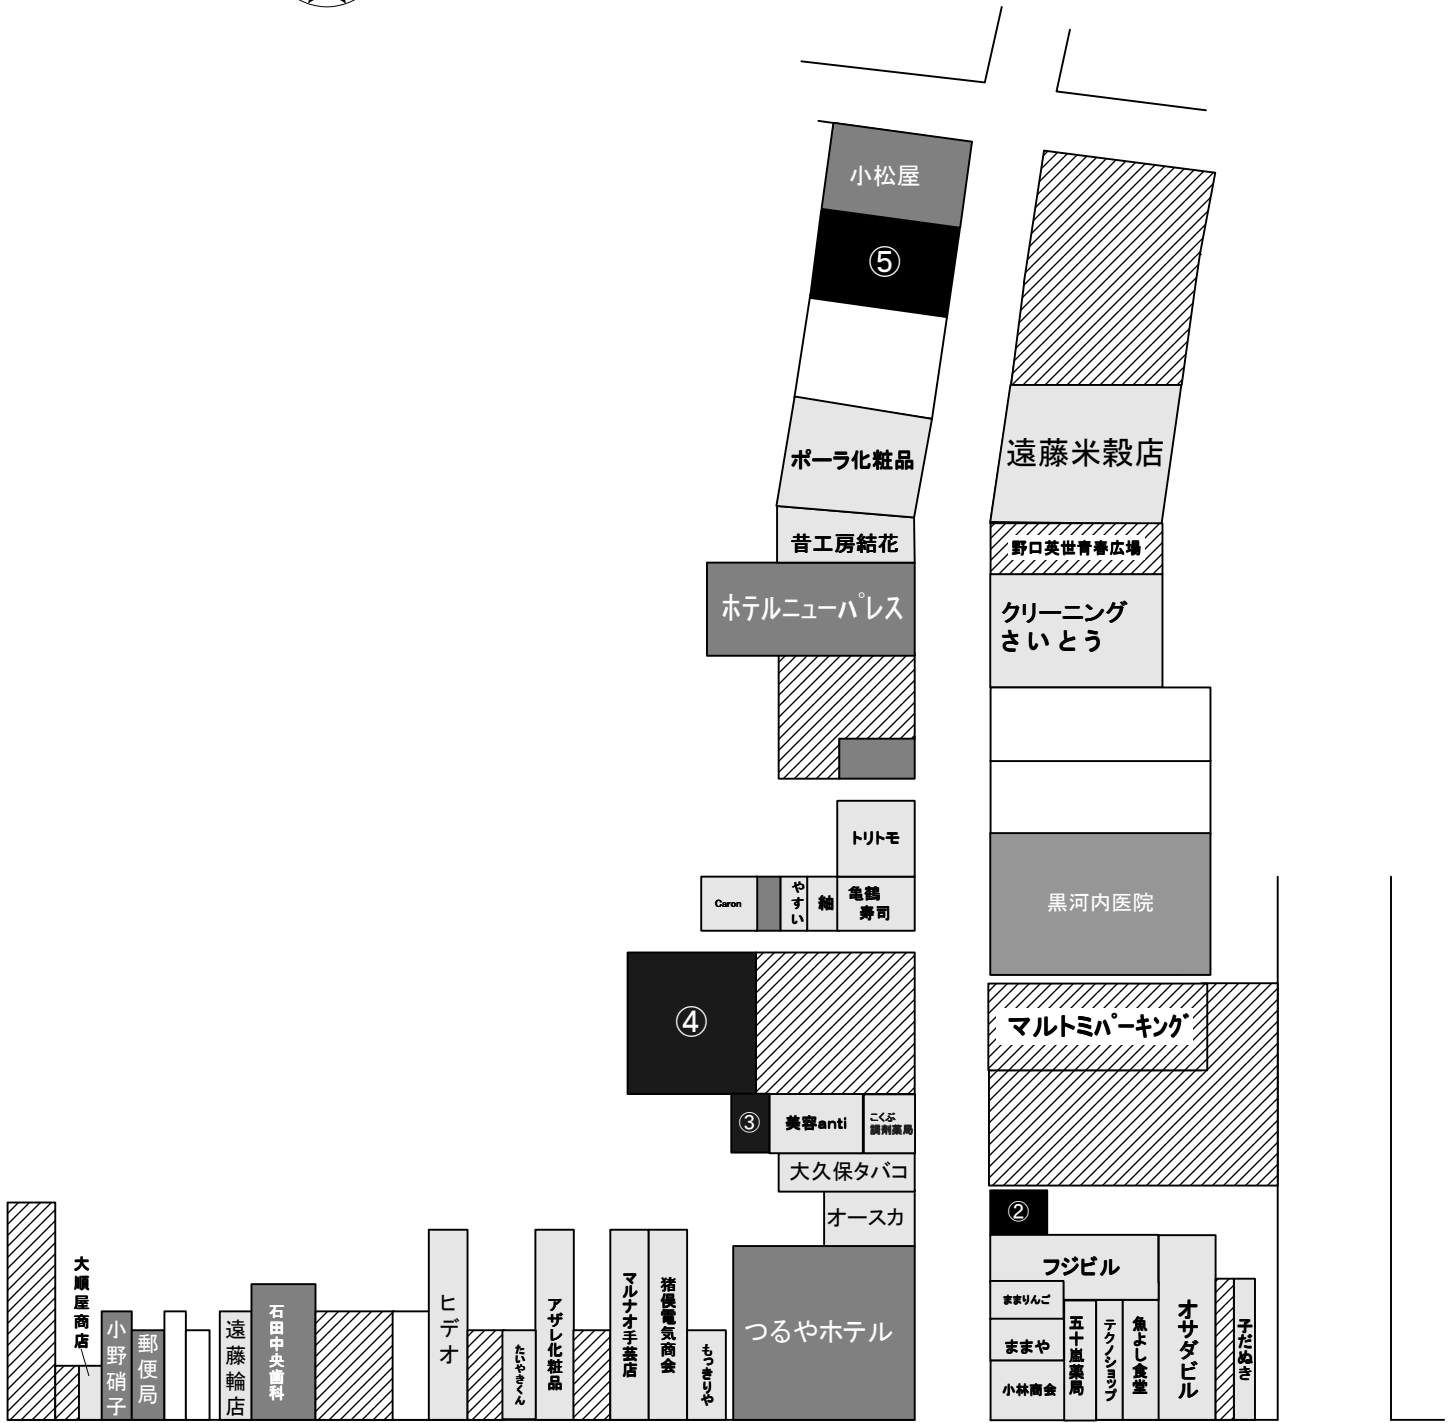 小松屋
⑤
ポーラ化粧品
遠藤米穀店
昔工房結花
野口英世青春広場
ホテルニューパレス
クリーニング
さいとう
トリトモ
Caron
やすい
紬
亀鶴
寿司
黒河内医院
④
マルトミパーキング
③
美容anti
こくぶ
調剤薬局
大久保タバコ
オースカ
②
フジビル
ままりんご
ままや
小林商会
五十嵐薬局
テクノショップ
魚よし食堂
オサダビル
子だぬき
大順屋商店
小野硝子
郵便局
遠藤輪店
石田中央歯科
ヒデオ
たいやきくん
アザレ化粧品
マルナオ手芸店
猪俣電気商会
もっきりや
つるやホテル